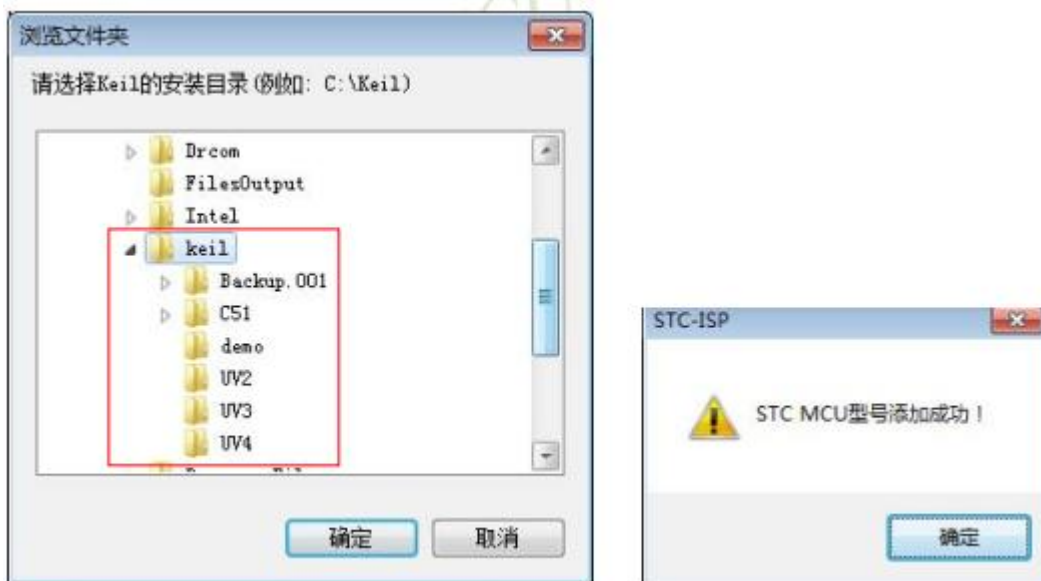 浏览文件夹
请选择Keil的安装目录(例如: C:\Keil)
Drcom
FilesOutput
Intel
keil
Backup.001
C51
demo
UV2
UV3
UV4
确定
取消
STC-ISP
STC MCU型号添加成功！
确定